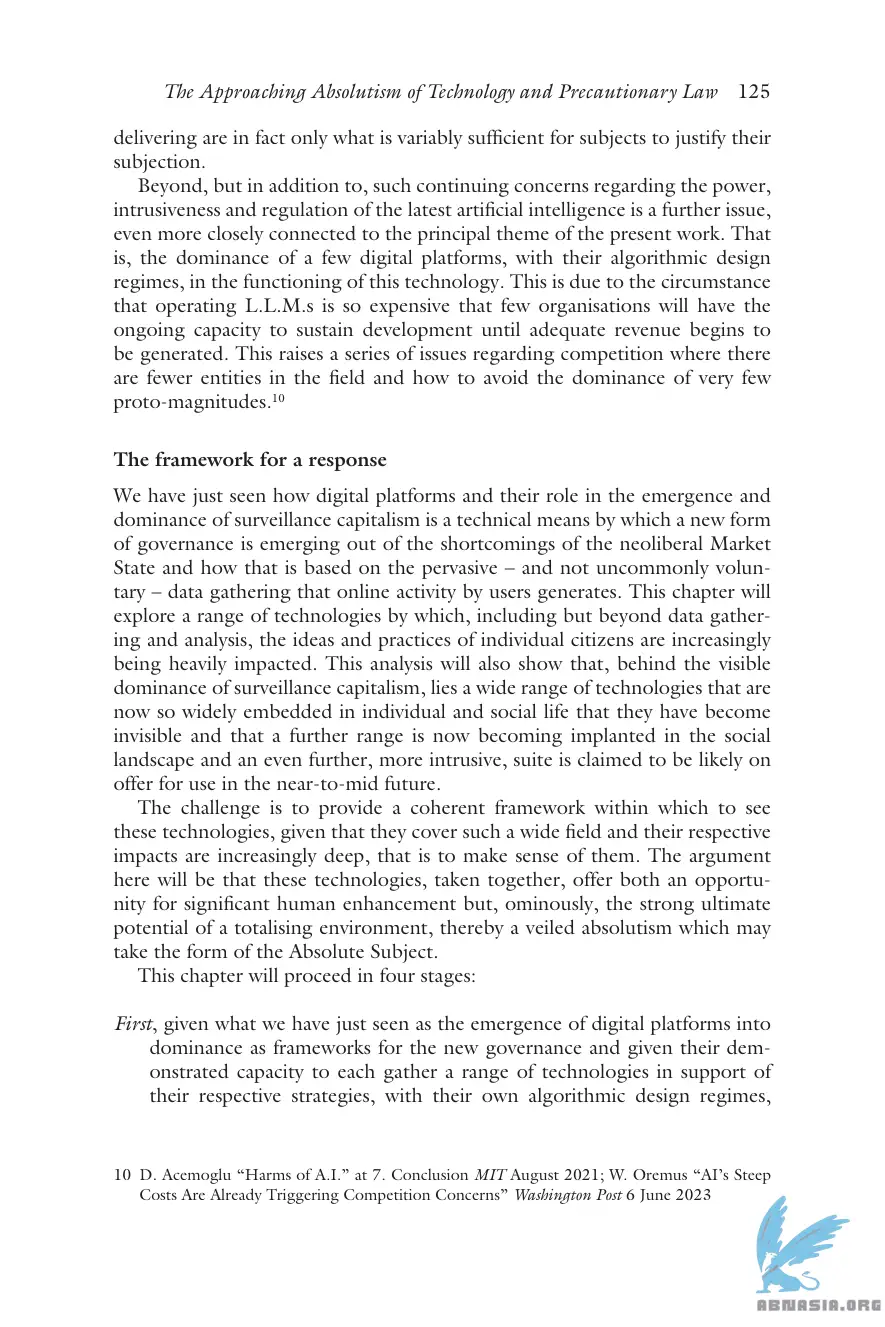 The Approaching Absolutism of Technology and Precautionary Law 125
delivering are in fact only what is variably sufficient for subjects to justify their
subjection.
Beyond, but in addition to, such continuing concerns regarding the power,
intrusiveness and regulation of the latest artificial intelligence is a further issue,
even more closely connected to the principal theme of the present work. That
is, the dominance of a few digital platforms, with their algorithmic design
regimes, in the functioning of this technology. This is due to the circumstance
that operating L.L.M.s is so expensive that few organisations will have the
ongoing capacity to sustain development until adequate revenue begins to
be generated. This raises a series of issues regarding competition where there
are fewer entities in the field and how to avoid the dominance of very few
proto-magnitudes.¹⁰
The framework for a response
We have just seen how digital platforms and their role in the emergence and
dominance of surveillance capitalism is a technical means by which a new form
of governance is emerging out of the shortcomings of the neoliberal Market
State and how that is based on the pervasive – and not uncommonly volun-
tary – data gathering that online activity by users generates. This chapter will
explore a range of technologies by which, including but beyond data gather-
ing and analysis, the ideas and practices of individual citizens are increasingly
being heavily impacted. This analysis will also show that, behind the visible
dominance of surveillance capitalism, lies a wide range of technologies that are
now so widely embedded in individual and social life that they have become
invisible and that a further range is now becoming implanted in the social
landscape and an even further, more intrusive, suite is claimed to be likely on
offer for use in the near-to-mid future.
The challenge is to provide a coherent framework within which to see
these technologies, given that they cover such a wide field and their respective
impacts are increasingly deep, that is to make sense of them. The argument
here will be that these technologies, taken together, offer both an opportu-
nity for significant human enhancement but, ominously, the strong ultimate
potential of a totalising environment, thereby a veiled absolutism which may
take the form of the Absolute Subject.
This chapter will proceed in four stages:
First, given what we have just seen as the emergence of digital platforms into
dominance as frameworks for the new governance and given their dem-
onstrated capacity to each gather a range of technologies in support of
their respective strategies, with their own algorithmic design regimes,
10 D. Acemoglu “Harms of A.I.” at 7. Conclusion MIT August 2021; W. Oremus “AI’s Steep
Costs Are Already Triggering Competition Concerns” Washington Post 6 June 2023
ABNASIA.ORG